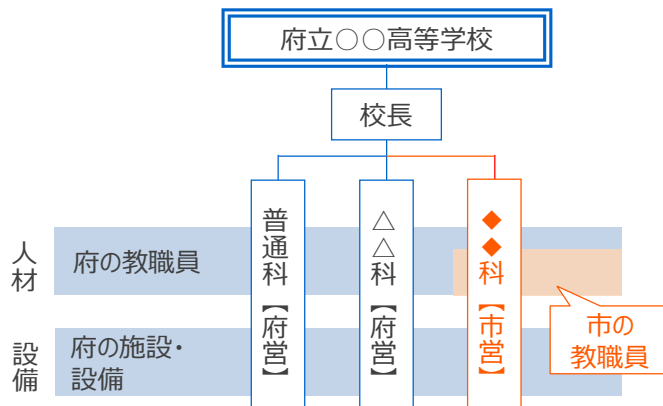 府立○○高等学校
校長
普通科【府営】
△△科【府営】
◆◆科【市営】
人材
府の教職員
市の
教職員
設備
府の施設・
設備